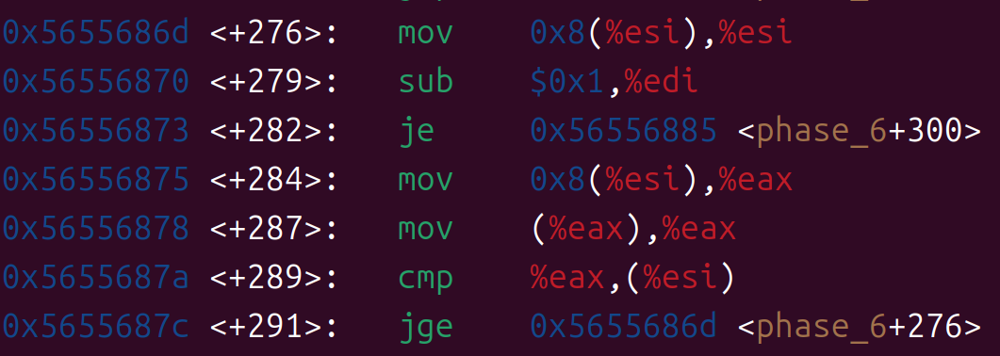 0x5655686d <+276>: mov 0x8(%esi),%esi
0x56556870 <+279>: sub $0x1,%edi
0x56556873 <+282>: je 0x56556885 <phase_6+300>
0x56556875 <+284>: mov 0x8(%esi),%eax
0x56556878 <+287>: mov (%eax),%eax
0x5655687a <+289>: cmp %eax,(%esi)
0x5655687c <+291>: jge 0x5655686d <phase_6+276>